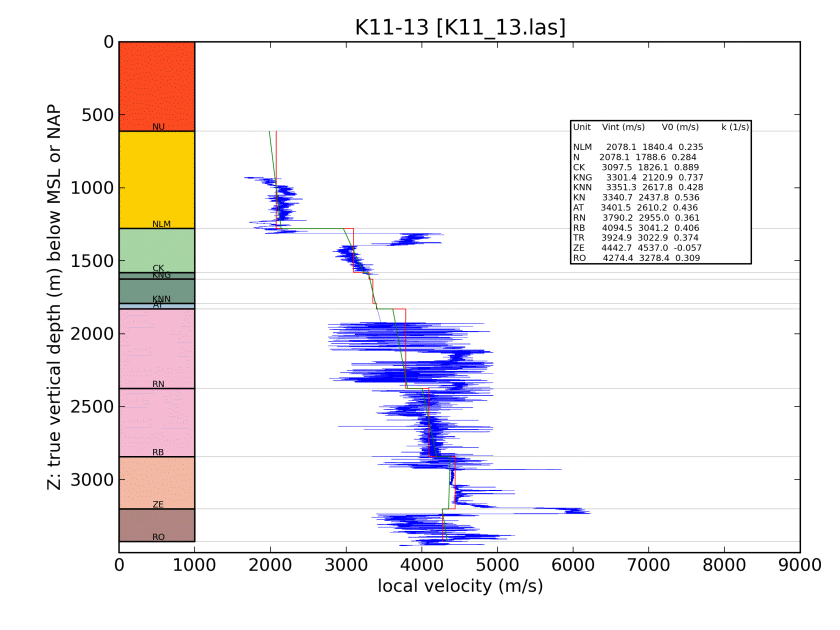 K11-13 [K11_13.las]
0
500
1000
1500
2000
2500
3000
Z: true vertical depth (m) below MSL or NAP
NU
NLM
CK
KNG
KNN
AT
RN
RB
ZE
RO
Unit Vint (m/s) V0 (m/s) k (1/s)
NLM 2078.1 1840.4 0.235
N 2078.1 1788.6 0.284
CK 3097.5 1826.1 0.889
KNG 3301.4 2120.9 0.737
KNN 3351.3 2617.8 0.428
KN 3340.7 2437.8 0.536
AT 3401.5 2610.2 0.436
RN 3790.2 2955.0 0.361
RB 4094.5 3041.2 0.406
TR 3924.9 3022.9 0.374
ZE 4442.7 4537.0 -0.057
RO 4274.4 3278.4 0.309
0 1000 2000 3000 4000 5000 6000 7000 8000 9000
local velocity (m/s)